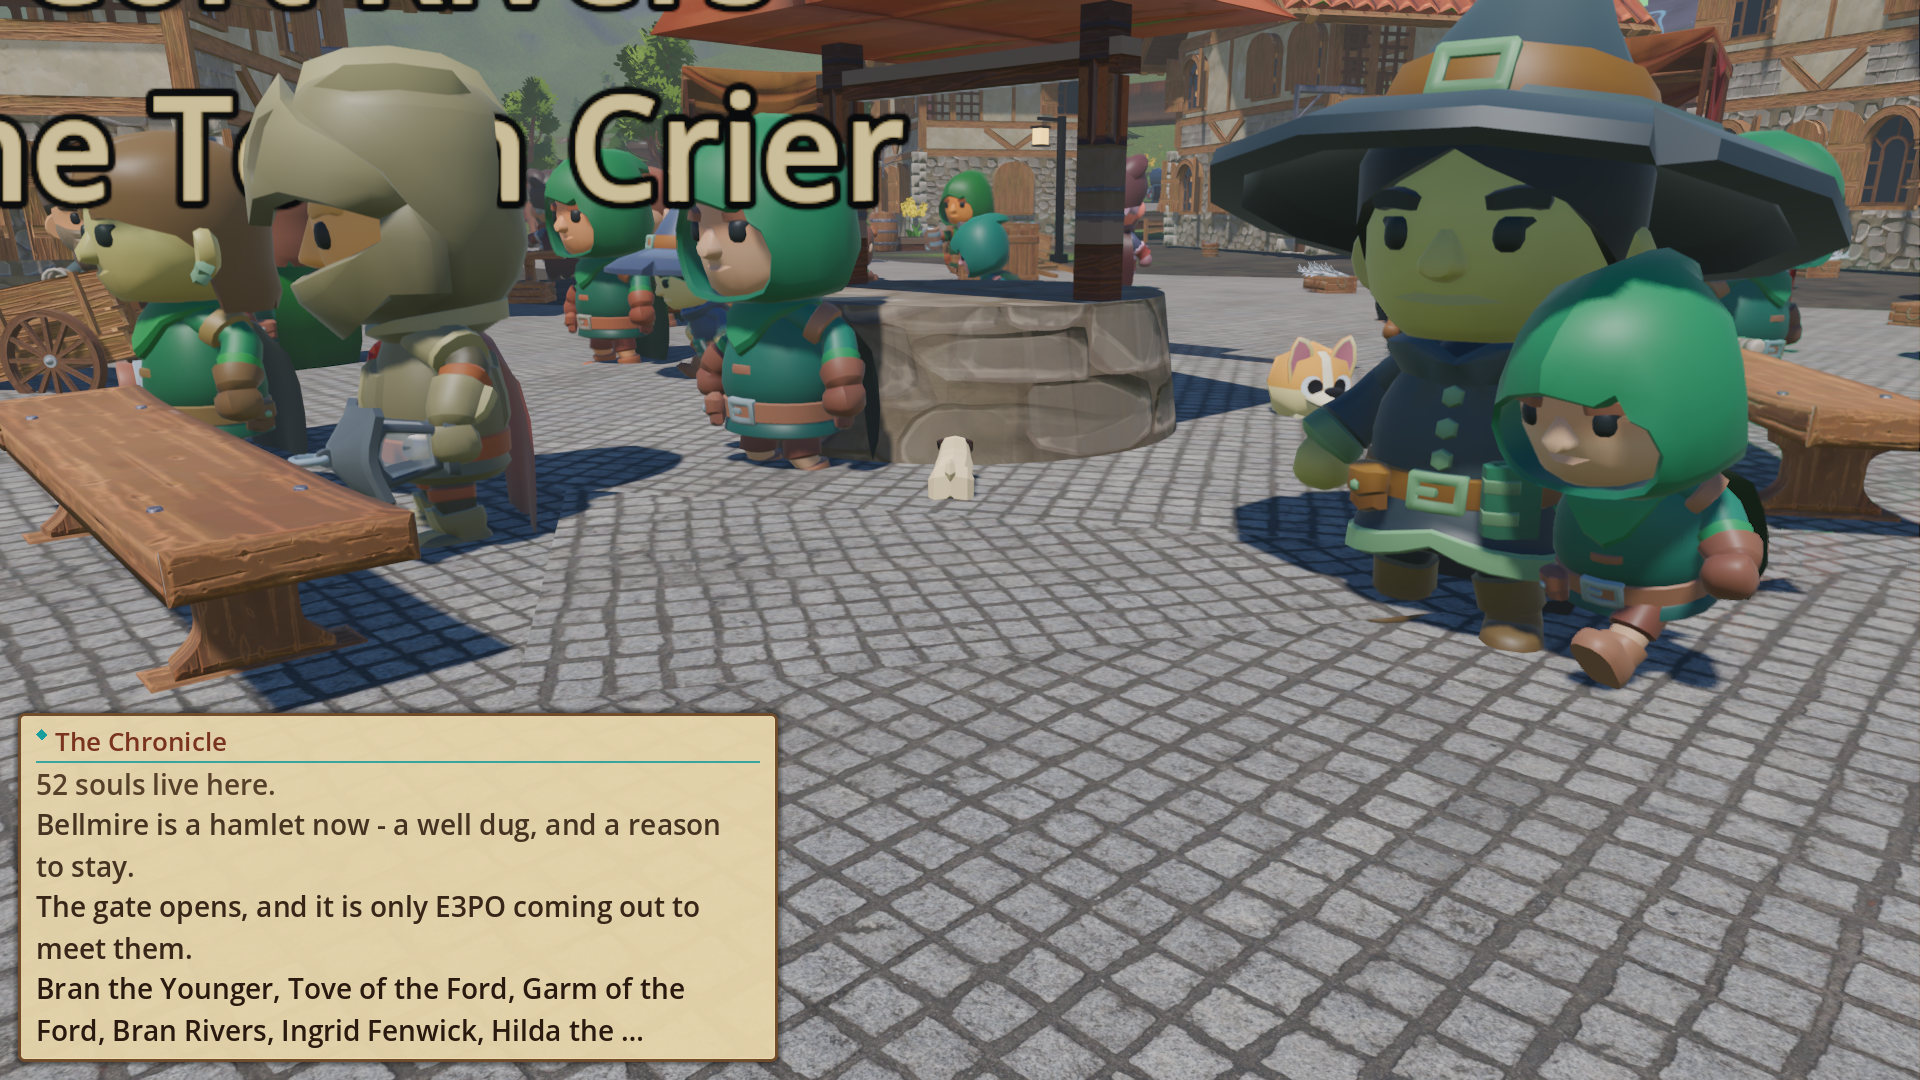 Crier
The Chronicle
52 souls live here.
Bellmire is a hamlet now - a well dug, and a reason
to stay.
The gate opens, and it is only E3PO coming out to
meet them.
Bran the Younger, Tove of the Ford, Garm of the
Ford, Bran Rivers, Ingrid Fenwick, Hilda the ...